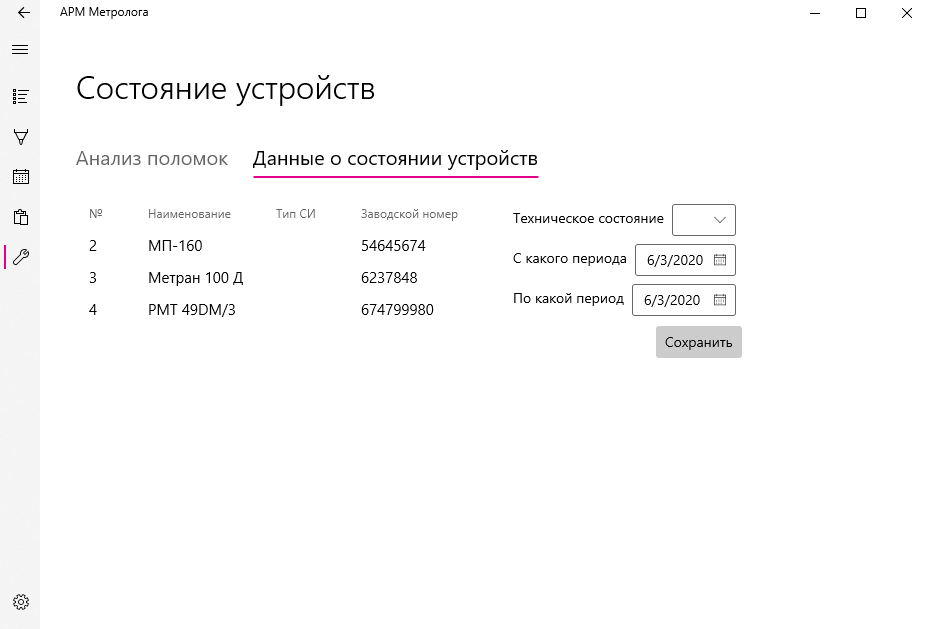 АРМ Метролога
Состояние устройств
Анализ поломок Данные о состоянии устройств
№ Наименование Тип СИ Заводской номер
2 МП-160 54645674
3 Метран 100 Д 6237848
4 РМТ 49DM/3 674799980
Техническое состояние
С какого периода 6/3/2020
По какой период 6/3/2020
Сохранить